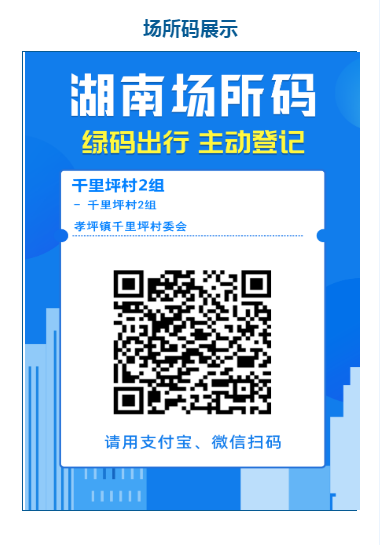 场所码展示
湖南场所码
绿码出行 主动登记
千里坪村2组
- 千里坪村2组
孝坪镇千里坪村委会
请用支付宝、微信扫码